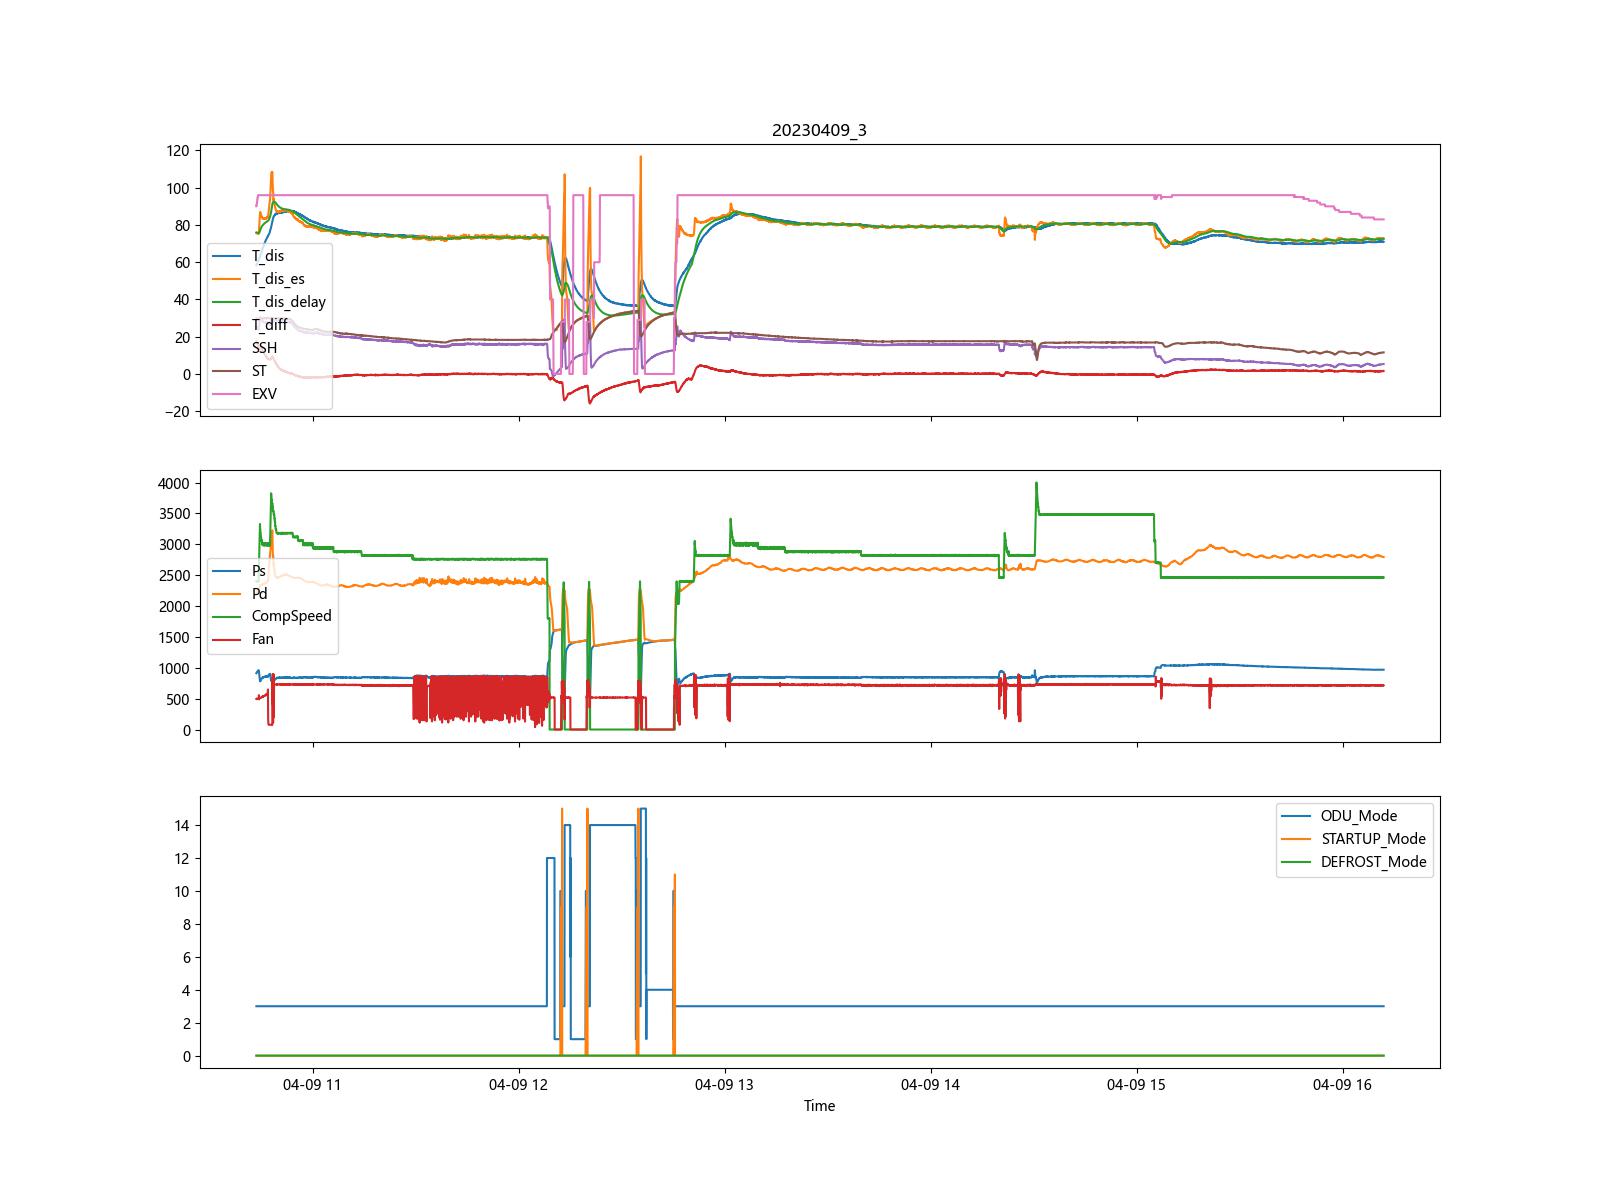 20230409_3
120
100
80
60
40
20
0
−20
T_dis
T_dis_es
T_dis_delay
T_diff
SSH
ST
EXV
4000
3500
3000
2500
2000
1500
1000
500
0
Ps
Pd
CompSpeed
Fan
14
12
10
8
6
4
2
0
ODU_Mode
STARTUP_Mode
DEFROST_Mode
04-09 11 04-09 12 04-09 13 04-09 14 04-09 15 04-09 16
Time